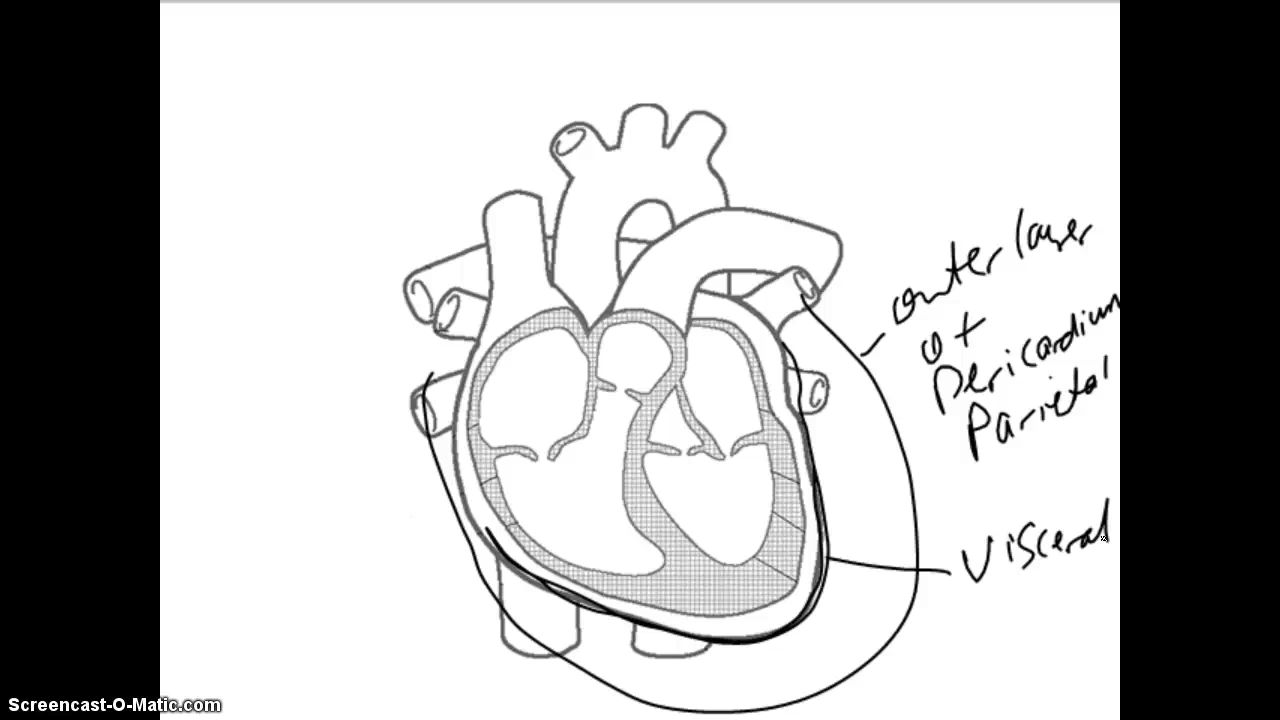 outer layer
of
Pericardium
Parietal
Visceral
Screencast-O-Matic.com